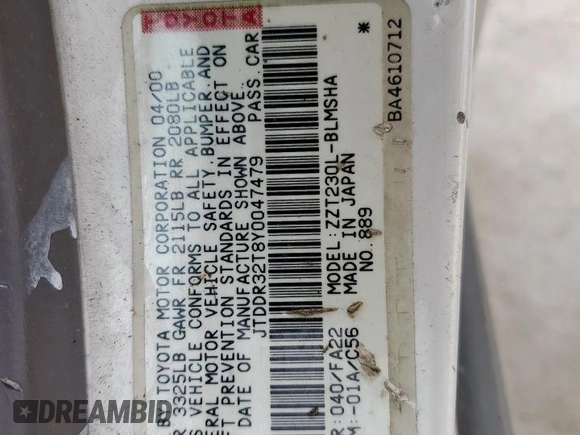 TOYOTA
BY TOYOTA MOTOR CORPORATION 04/00
3325LB GAWR FR 2115LB RR 2080LB
VEHICLE CONFORMS TO ALL APPLICABLE
MOTOR VEHICLE SAFETY, BUMPER, AND
PREVENTION STANDARDS IN EFFECT ON
DATE OF MANUFACTURE SHOWN ABOVE.
JTDDR32T8Y0047479 PASS. CAR
:040/FA22 MODEL:ZZT230L-BLMSHA
-01A/C56 MADE IN JAPAN
NO.889
BA4610712 *
DREAMBID